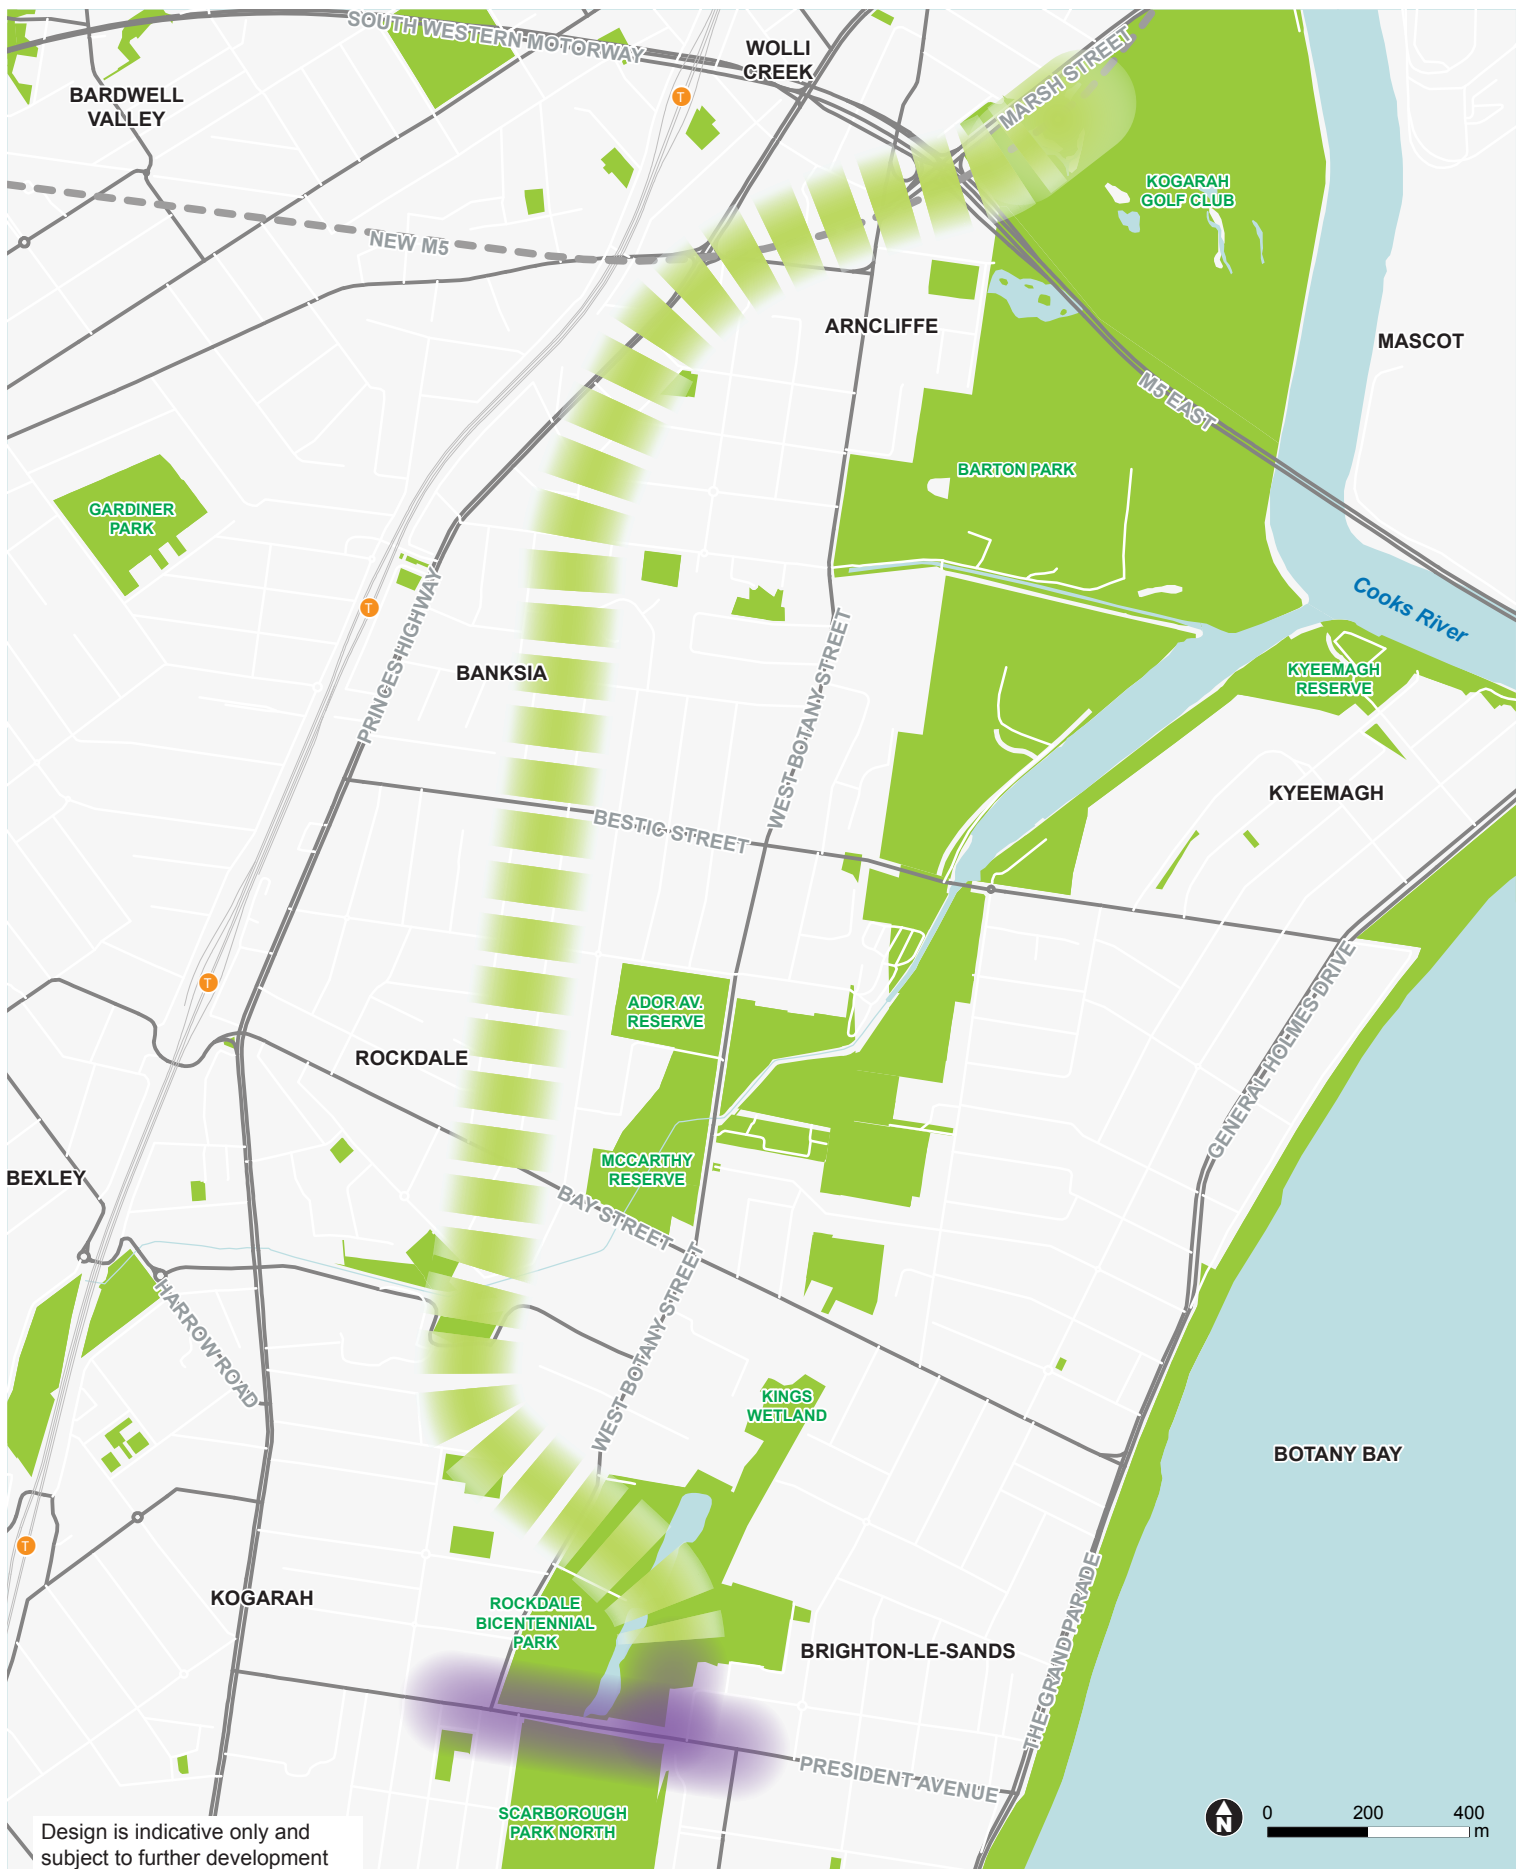 SOUTH WESTERN MOTORWAY
WOLLI
CREEK
MARSH STREET
BARDWELL
VALLEY
T
KOGARAH
GOLF CLUB
NEW M5
ARNCLIFFE
MASCOT
M5 EAST
BARTON PARK
GARDINER
PARK
Cooks River
T
PRINCES HIGHWAY
BANKSIA
WEST BOTANY STREET
KYEEMAGH
RESERVE
KYEEMAGH
BESTIC STREET
T
ADOR AV.
RESERVE
GENERAL HOLMES DRIVE
ROCKDALE
BEXLEY
MCCARTHY
RESERVE
BAY STREET
HARROW ROAD
WEST BOTANY STREET
KINGS
WETLAND
BOTANY BAY
T
KOGARAH
ROCKDALE
BICENTENNIAL
PARK
BRIGHTON-LE-SANDS
THE GRAND PARADE
PRESIDENT AVENUE
SCARBOROUGH
PARK NORTH
N
0 200 400
m
Design is indicative only and
subject to further development